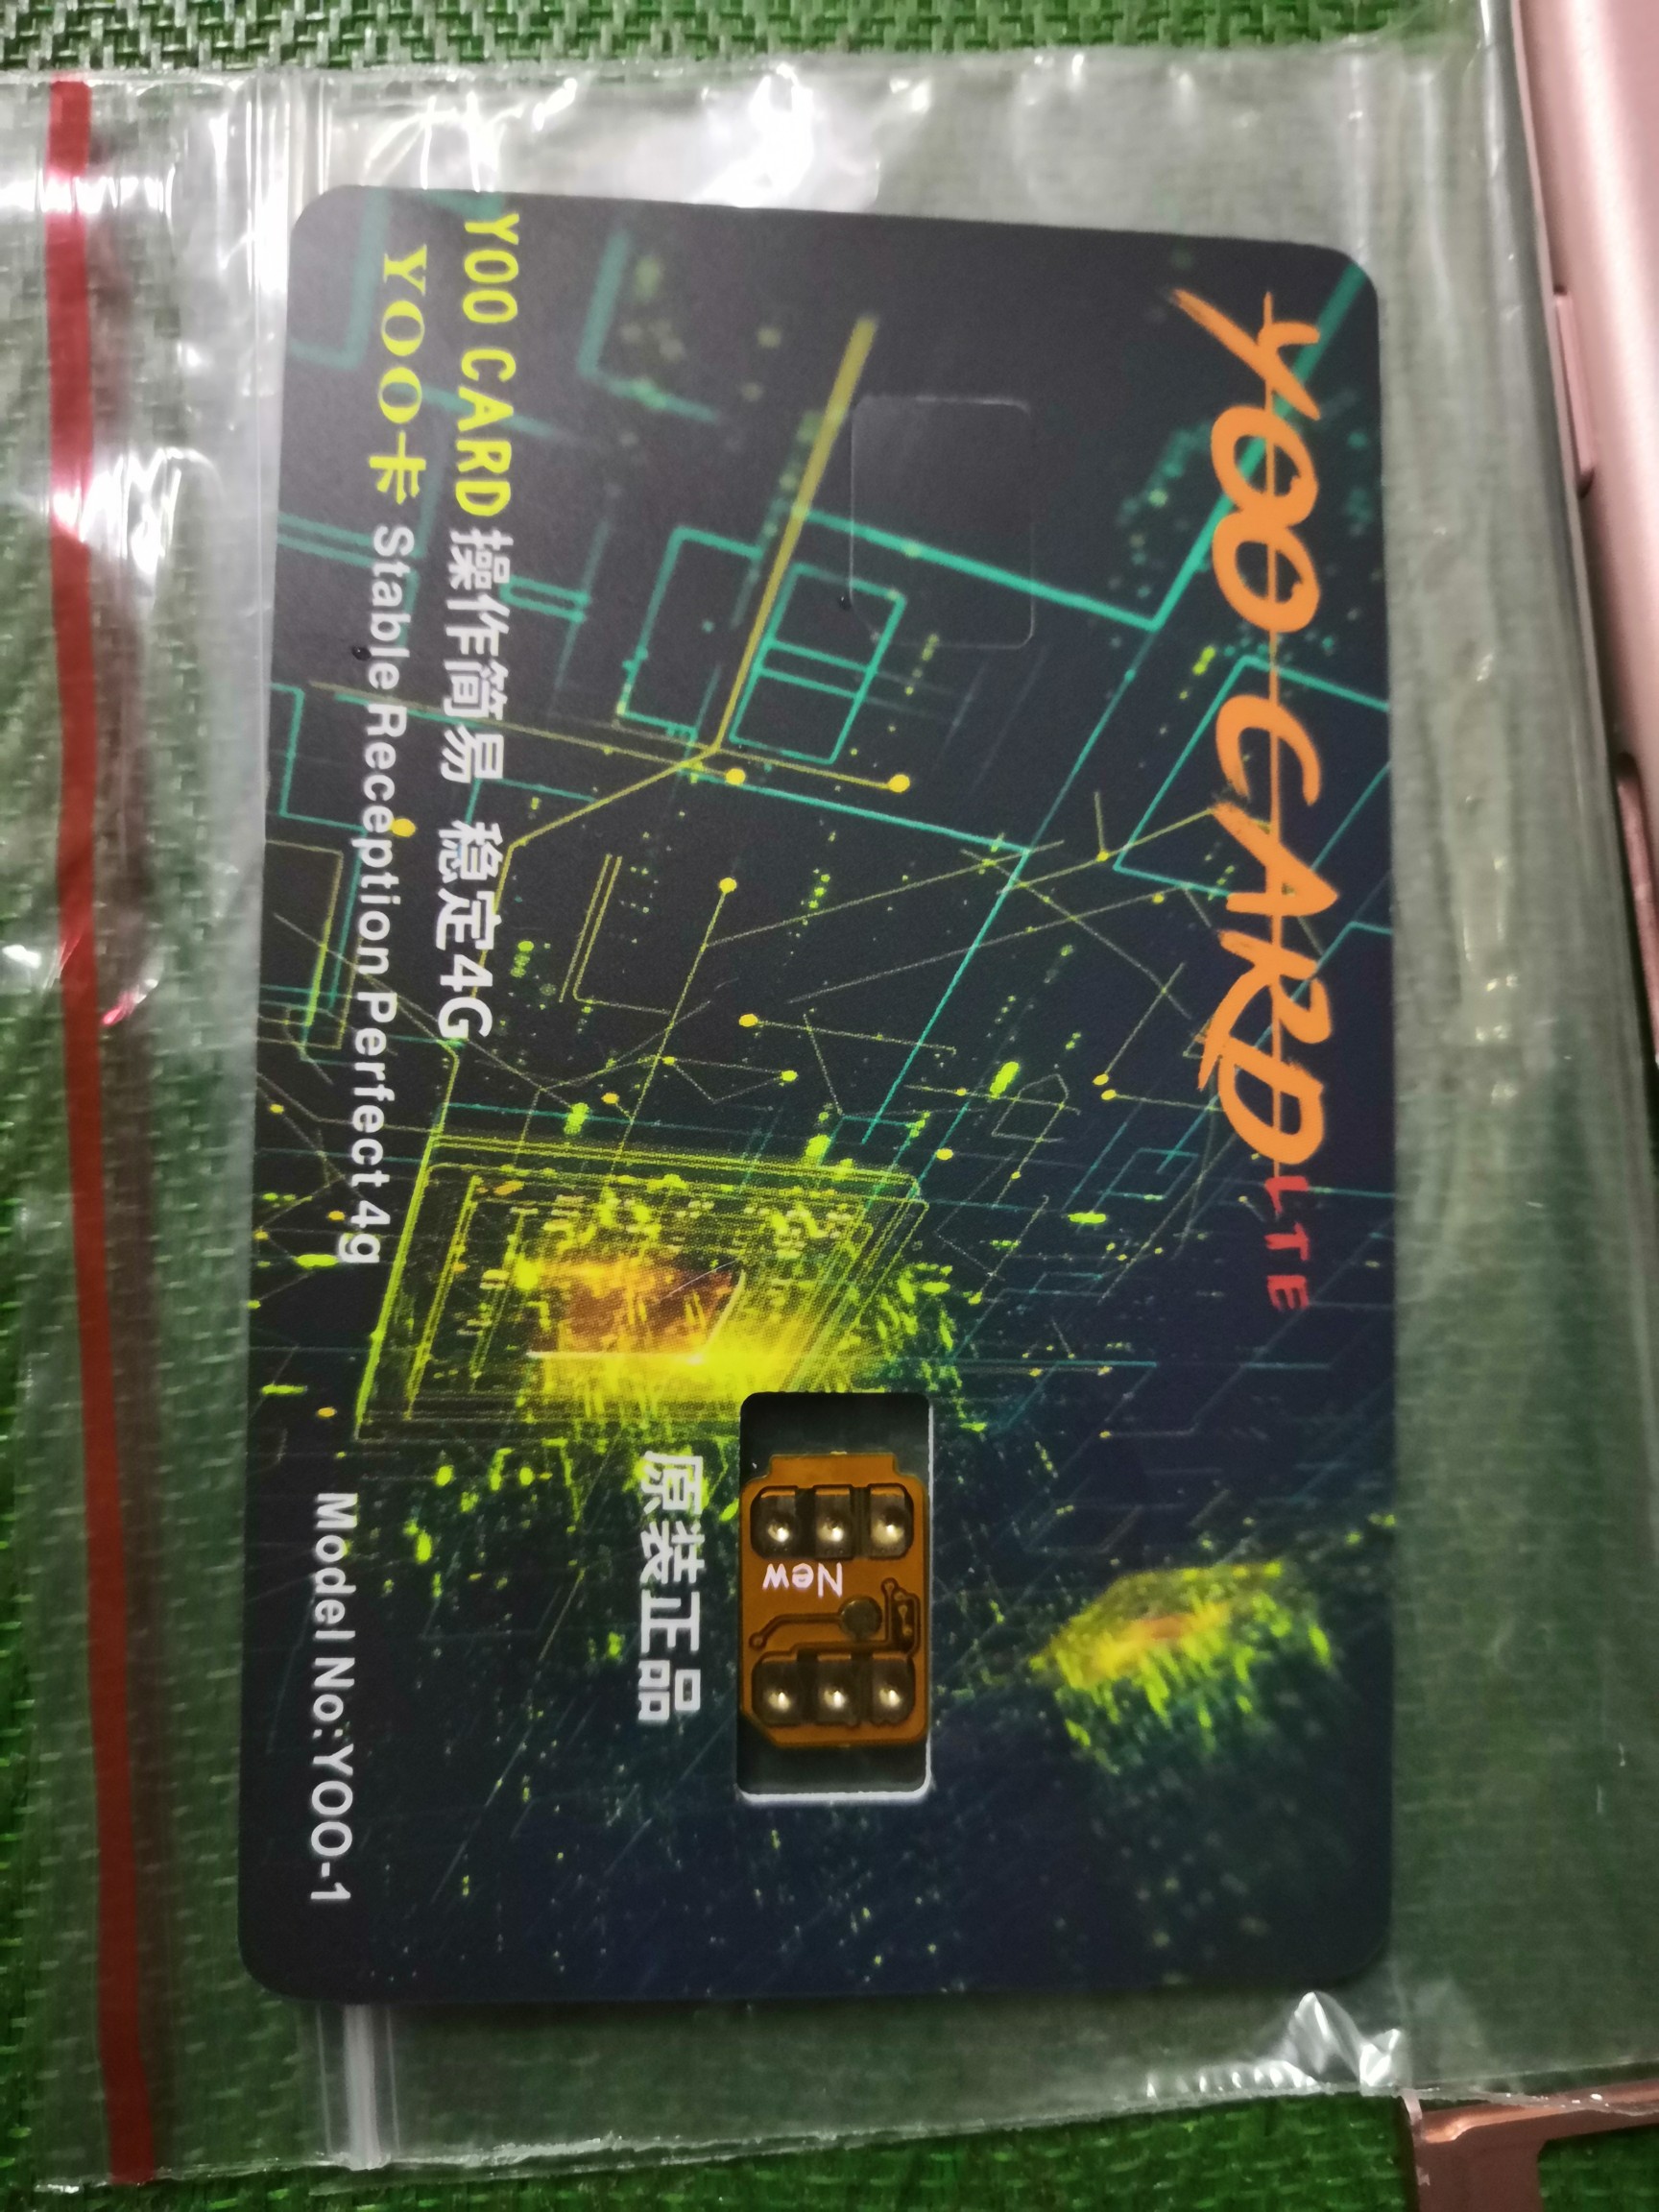 YOO CARD LTE
New
原装正品
YOO CARD 操作简易 稳定4G
YOO卡 Stable Reception Perfect 4g
Model No:YOO-1